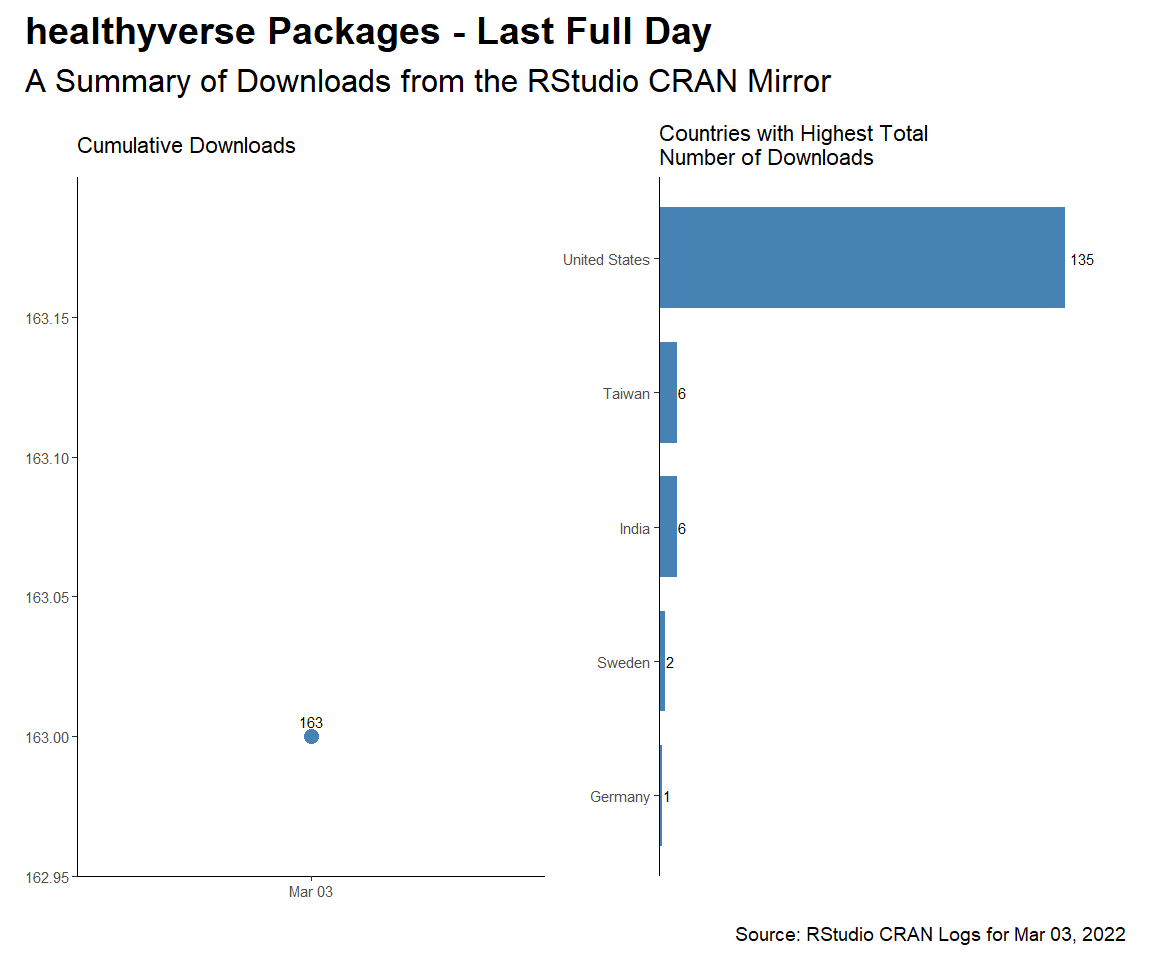 healthyverse Packages - Last Full Day
A Summary of Downloads from the RStudio CRAN Mirror
Cumulative Downloads
163.15
163.10
163.05
163.00
162.95
163
Mar 03
Countries with Highest Total
Number of Downloads
United States
135
Taiwan
6
India
6
Sweden
2
Germany
1
Source: RStudio CRAN Logs for Mar 03, 2022